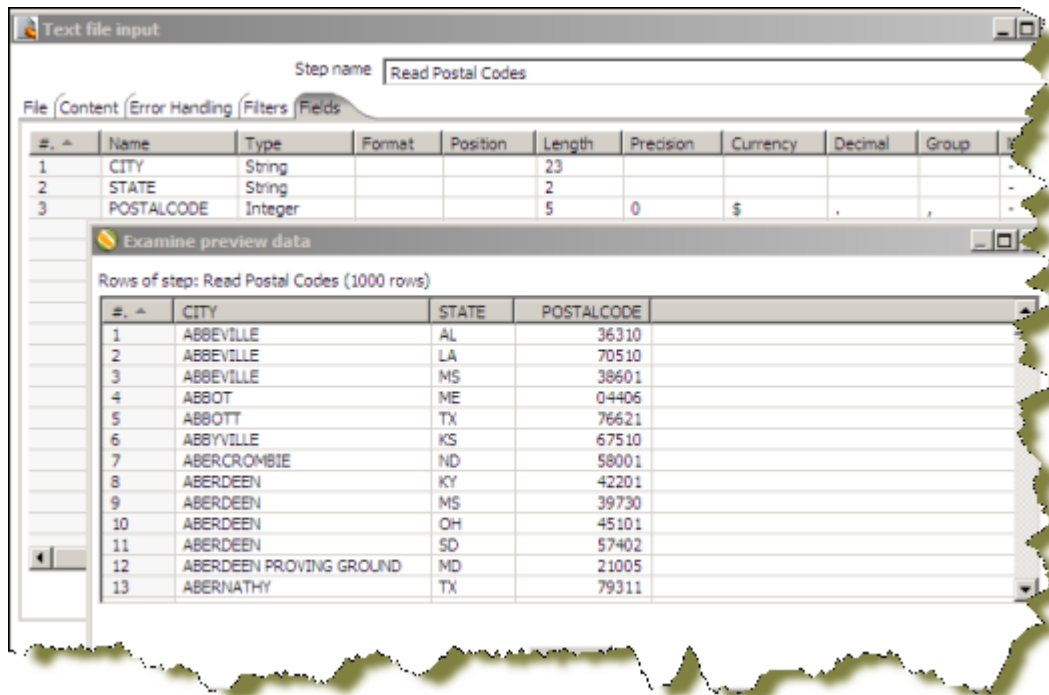 Text file input
Step name Read Postal Codes
File Content Error Handling Filters Fields
#. Name Type Format Position Length Precision Currency Decimal Group
1 CITY String 23 -
2 STATE String 2 -
3 POSTALCODE Integer 5 0 $ . , -
Examine preview data
Rows of step: Read Postal Codes (1000 rows)
#. CITY STATE POSTALCODE
1 ABBEVILLE AL 36310
2 ABBEVILLE LA 70510
3 ABBEVILLE MS 38601
4 ABBOT ME 04406
5 ABBOTT TX 76621
6 ABBYVILLE KS 67510
7 ABERCROMBIE ND 58001
8 ABERDEEN KY 42201
9 ABERDEEN MS 39730
10 ABERDEEN OH 45101
11 ABERDEEN SD 57402
12 ABERDEEN PROVING GROUND MD 21005
13 ABERNATHY TX 79311